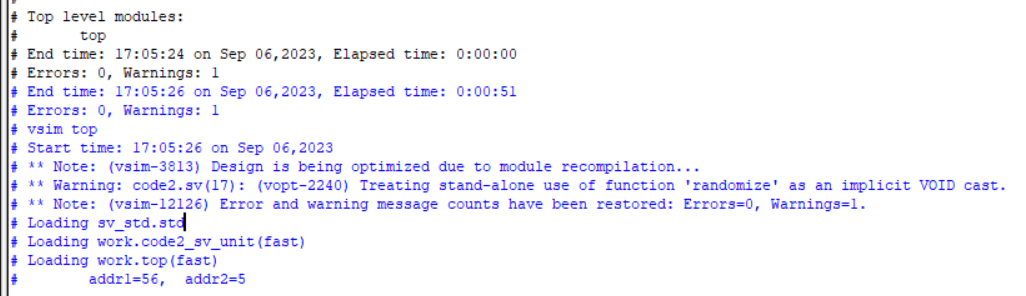 # Top level modules:
#       top
# End time: 17:05:24 on Sep 06,2023, Elapsed time: 0:00:00
# Errors: 0, Warnings: 1
# End time: 17:05:26 on Sep 06,2023, Elapsed time: 0:00:51
# Errors: 0, Warnings: 1
# vsim top
# Start time: 17:05:26 on Sep 06,2023
# ** Note: (vsim-3813) Design is being optimized due to module recompilation...
# ** Warning: code2.sv(17): (vopt-2240) Treating stand-alone use of function 'randomize' as an implicit VOID cast.
# ** Note: (vsim-12126) Error and warning message counts have been restored: Errors=0, Warnings=1.
# Loading sv_std.std
# Loading work.code2_sv_unit(fast)
# Loading work.top(fast)
#        addr1=56,  addr2=5